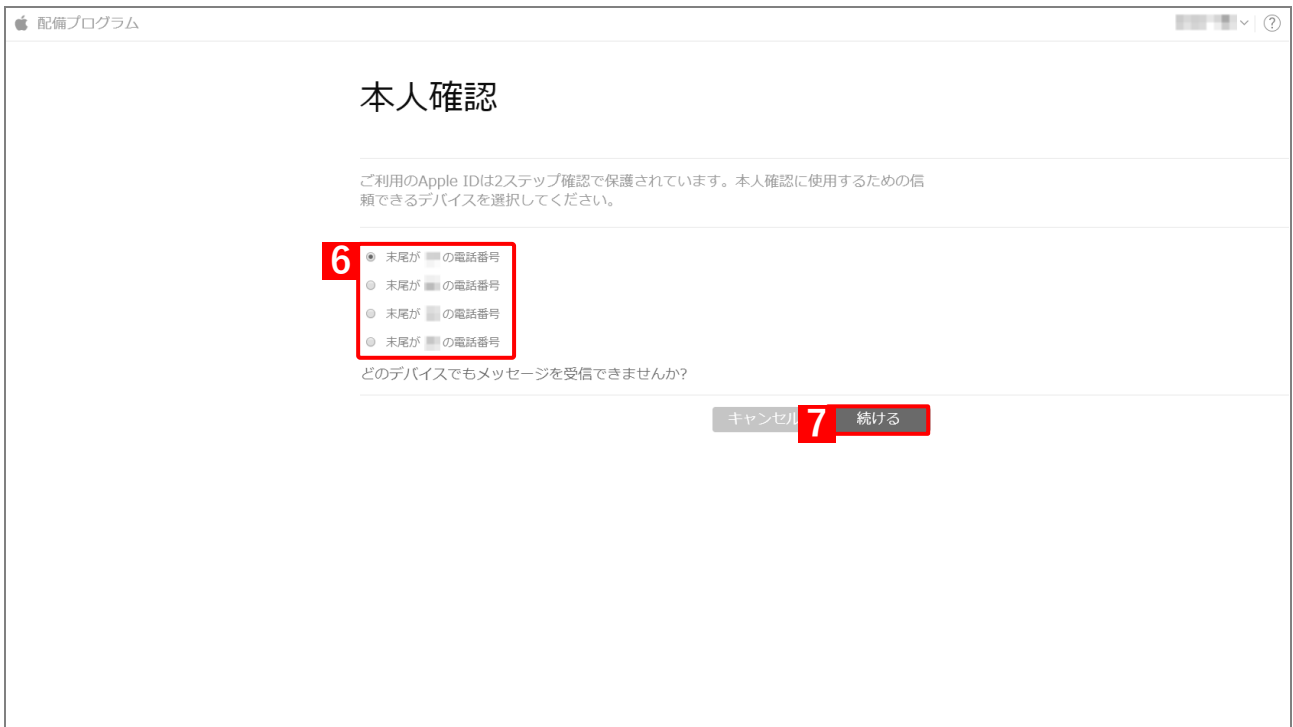 配備プログラム
本人確認
ご利用のApple IDは2ステップ確認で保護されています。本人確認に使用するための信
頼できるデバイスを選択してください。
6
末尾が の電話番号
末尾が の電話番号
末尾が の電話番号
末尾が の電話番号
どのデバイスでもメッセージを受信できませんか?
キャンセル 7 続ける